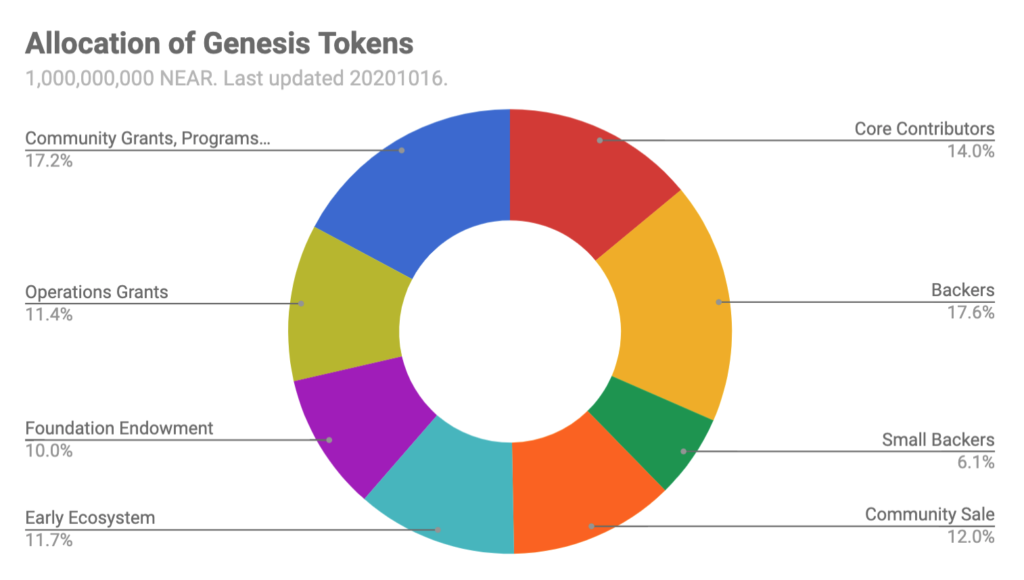 Allocation of Genesis Tokens
1,000,000,000 NEAR. Last updated 20201016.
Community Grants, Programs...
17.2%
Operations Grants
11.4%
Foundation Endowment
10.0%
Early Ecosystem
11.7%
Core Contributors
14.0%
Backers
17.6%
Small Backers
6.1%
Community Sale
12.0%